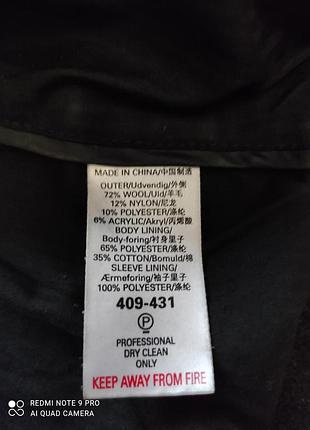 MADE IN CHINA/中国制造
OUTER/Udvendig/外侧
72% WOOL/Uld/羊毛
12% NYLON/尼龙
10% POLYESTER/涤纶
6% ACRYLIC/Akryl/丙烯酸
BODY LINING/
Body-foring/衬身里子
65% POLYESTER/涤纶
35% COTTON/Bomuld/棉
SLEEVE LINING/
Ærmeforing/袖子里子
100% POLYESTER/涤纶
409-431
P
PROFESSIONAL
DRY CLEAN
ONLY
KEEP AWAY FROM FIRE
REDMI NOTE 9 PRO
AI QUAD CAMERA